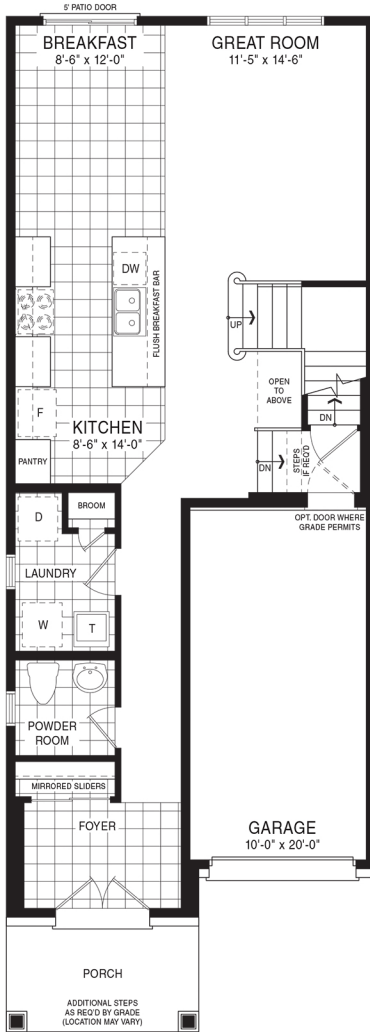 5' PATIO DOOR
BREAKFAST
8'-6" x 12'-0"
GREAT ROOM
11'-5" x 14'-6"
DW
FLUSH BREAKFAST BAR
UP
OPEN
TO
ABOVE
DN
F
KITCHEN
8'-6" x 14'-0"
PANTRY
DN
STEPS
IF REQ'D
D
BROOM
OPT. DOOR WHERE
GRADE PERMITS
LAUNDRY
W
T
POWDER
ROOM
MIRRORED SLIDERS
FOYER
GARAGE
10'-0" x 20'-0"
PORCH
ADDITIONAL STEPS
AS REQ'D BY GRADE
(LOCATION MAY VARY)